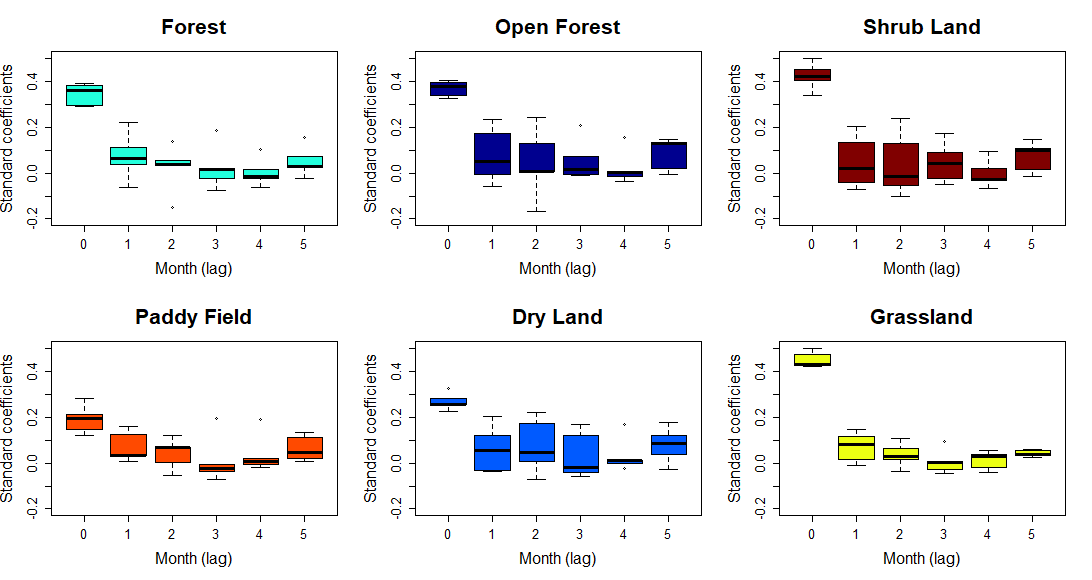 Forest
Open Forest
Shrub Land
Standard coefficients
0.4
0.2
0.0
-0.2
0 1 2 3 4 5
Month (lag)
Standard coefficients
0.4
0.2
0.0
-0.2
0 1 2 3 4 5
Month (lag)
Standard coefficients
0.4
0.2
0.0
-0.2
0 1 2 3 4 5
Month (lag)
Paddy Field
Dry Land
Grassland
Standard coefficients
0.4
0.2
0.0
-0.2
0 1 2 3 4 5
Month (lag)
Standard coefficients
0.4
0.2
0.0
-0.2
0 1 2 3 4 5
Month (lag)
Standard coefficients
0.4
0.2
0.0
-0.2
0 1 2 3 4 5
Month (lag)